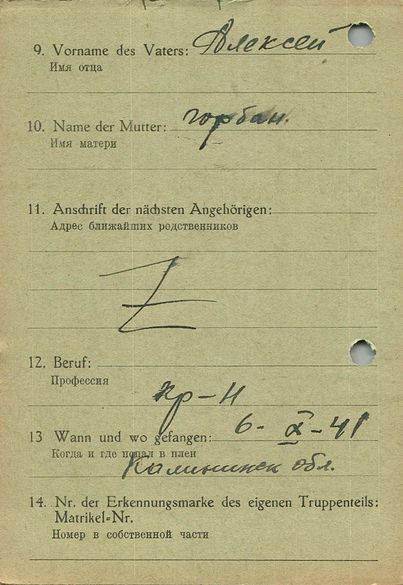 9. Vorname des Vaters: Алексей
Имя отца
10. Name der Mutter: горбан.
Имя матери
11. Anschrift der nächsten Angehörigen:
Адрес ближайших родственников
Z
12. Beruf:
Профессия
кр-н
13 Wann und wo gefangen: 6-X-41
Когда и где попал в плен
Калининск обл.
14. Nr. der Erkennungsmarke des eigenen Truppenteils:
Matrikel-Nr.
Номер в собственной части